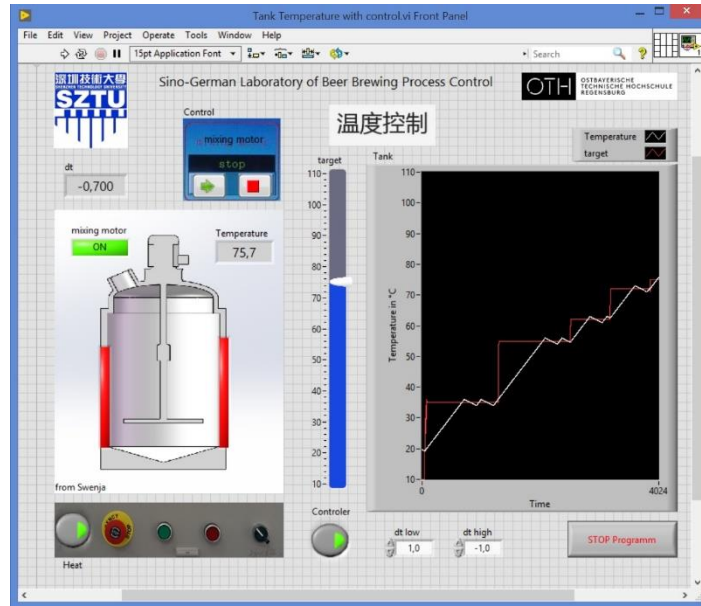 Tank Temperature with control.vi Front Panel
File Edit View Project Operate Tools Window Help
15pt Application Font
Search
深圳技術大學
SHENZHEN TECHNOLOGY UNIVERSITY
SZTU
Sino-German Laboratory of Beer Brewing Process Control
OTH
OSTBAYERISCHE
TECHNISCHE HOCHSCHULE
REGENSBURG
Control
mixing motor
stop
温度控制
Temperature
target
dt
-0,700
target
110
100
90
80
70
60
50
40
30
20
10
Tank
110
100
90
80
70
60
50
40
30
20
10
Temperature in °C
0
4024
Time
mixing motor
ON
Temperature
75,7
from Swenja
Heat
Controler
dt low
1,0
dt high
-1,0
STOP Programm